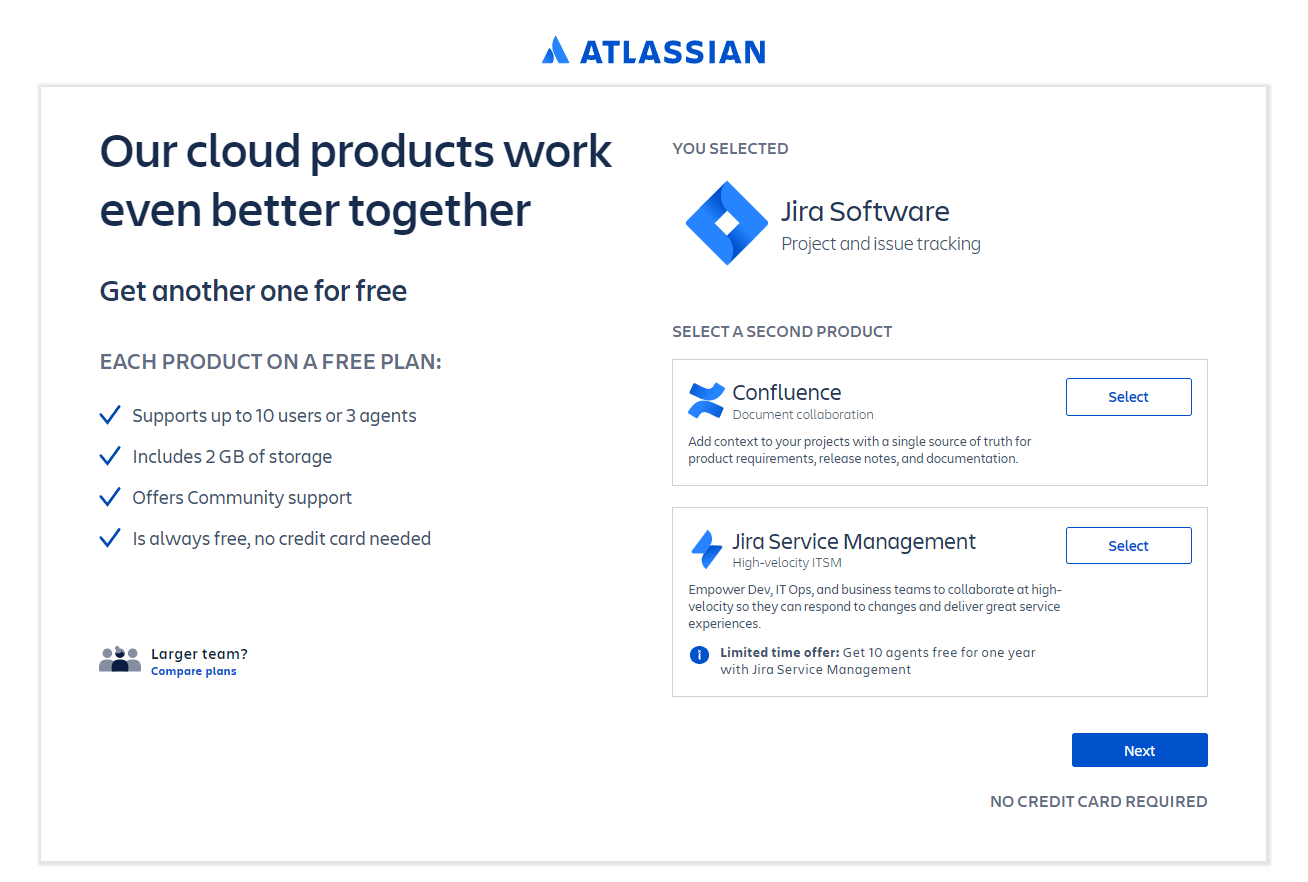 ATLASSIAN
Our cloud products work
even better together
Get another one for free
EACH PRODUCT ON A FREE PLAN:
Supports up to 10 users or 3 agents
Includes 2 GB of storage
Offers Community support
Is always free, no credit card needed
Larger team?
Compare plans
YOU SELECTED
Jira Software
Project and issue tracking
SELECT A SECOND PRODUCT
Confluence
Document collaboration
Select
Add context to your projects with a single source of truth for
product requirements, release notes, and documentation.
Jira Service Management
High-velocity ITSM
Select
Empower Dev, IT Ops, and business teams to collaborate at high-
velocity so they can respond to changes and deliver great service
experiences.
Limited time offer: Get 10 agents free for one year
with Jira Service Management
Next
NO CREDIT CARD REQUIRED